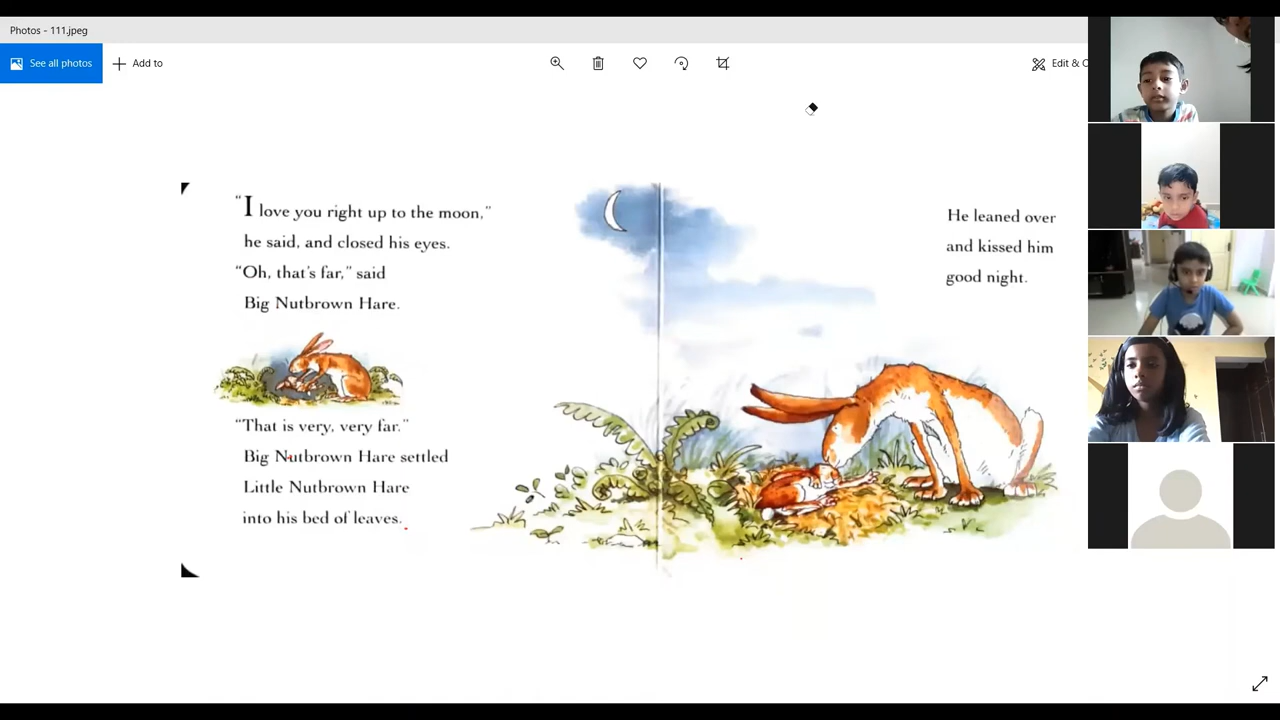 Photos - 111.jpeg
See all photos
Add to
Edit & C
"I love you right up to the moon,"
he said, and closed his eyes.
"Oh, that's far," said
Big Nutbrown Hare.
"That is very, very far."
Big Nutbrown Hare settled
Little Nutbrown Hare
into his bed of leaves.
He leaned over
and kissed him
good night.